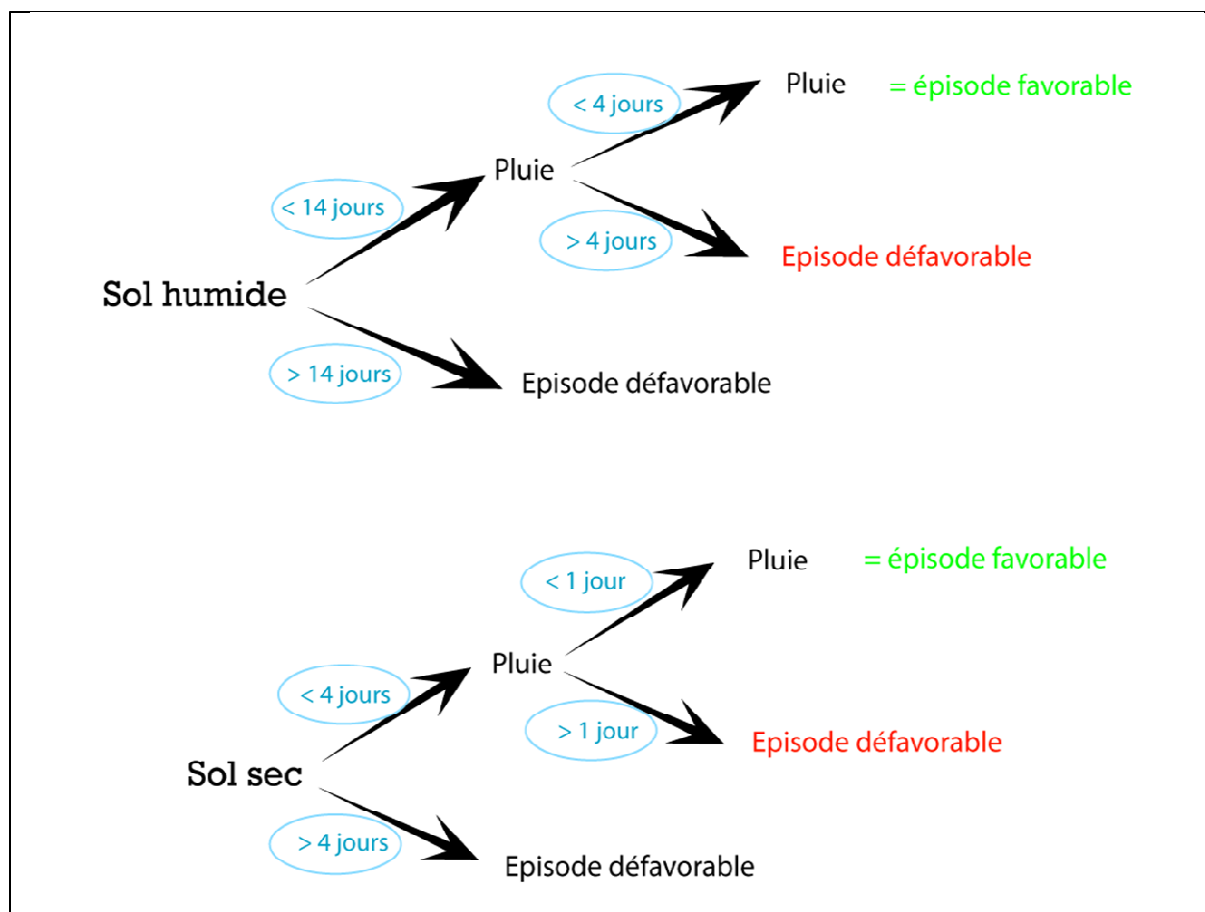 Pluie = épisode favorable
< 4 jours
Pluie
< 14 jours
> 4 jours
Episode défavorable
Sol humide
> 14 jours
Episode défavorable
Pluie = épisode favorable
< 1 jour
Pluie
< 4 jours
> 1 jour
Episode défavorable
Sol sec
> 4 jours
Episode défavorable